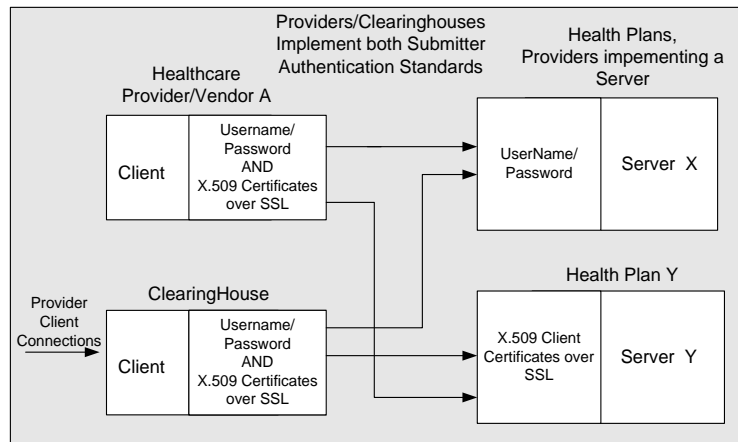 Providers/Clearinghouses
Implement both Submitter
Authentication Standards
Health Plans,
Providers impementing a
Server
Healthcare
Provider/Vendor A
Client
Username/
Password
AND
X.509 Certificates
over SSL
UserName/
Password
Server X
ClearingHouse
Health Plan Y
Provider
Client
Connections
Client
Username/
Password
AND
X.509 Certificates
over SSL
X.509 Client
Certificates over
SSL
Server Y